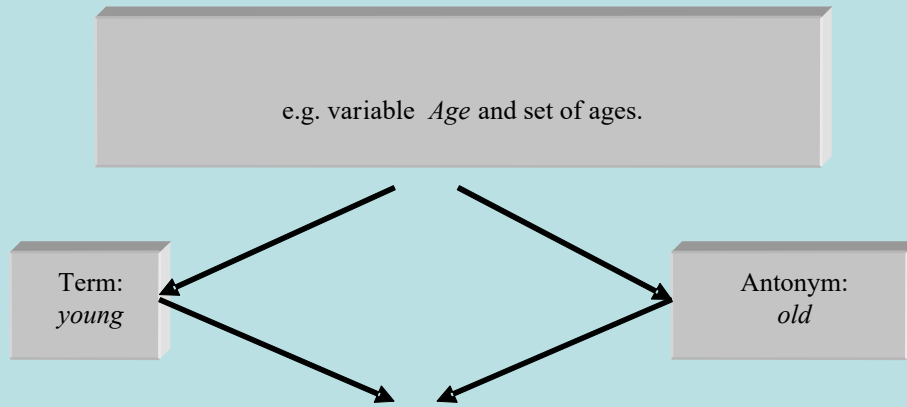 e.g. variable Age and set of ages.
Term:
young
Antonym:
old